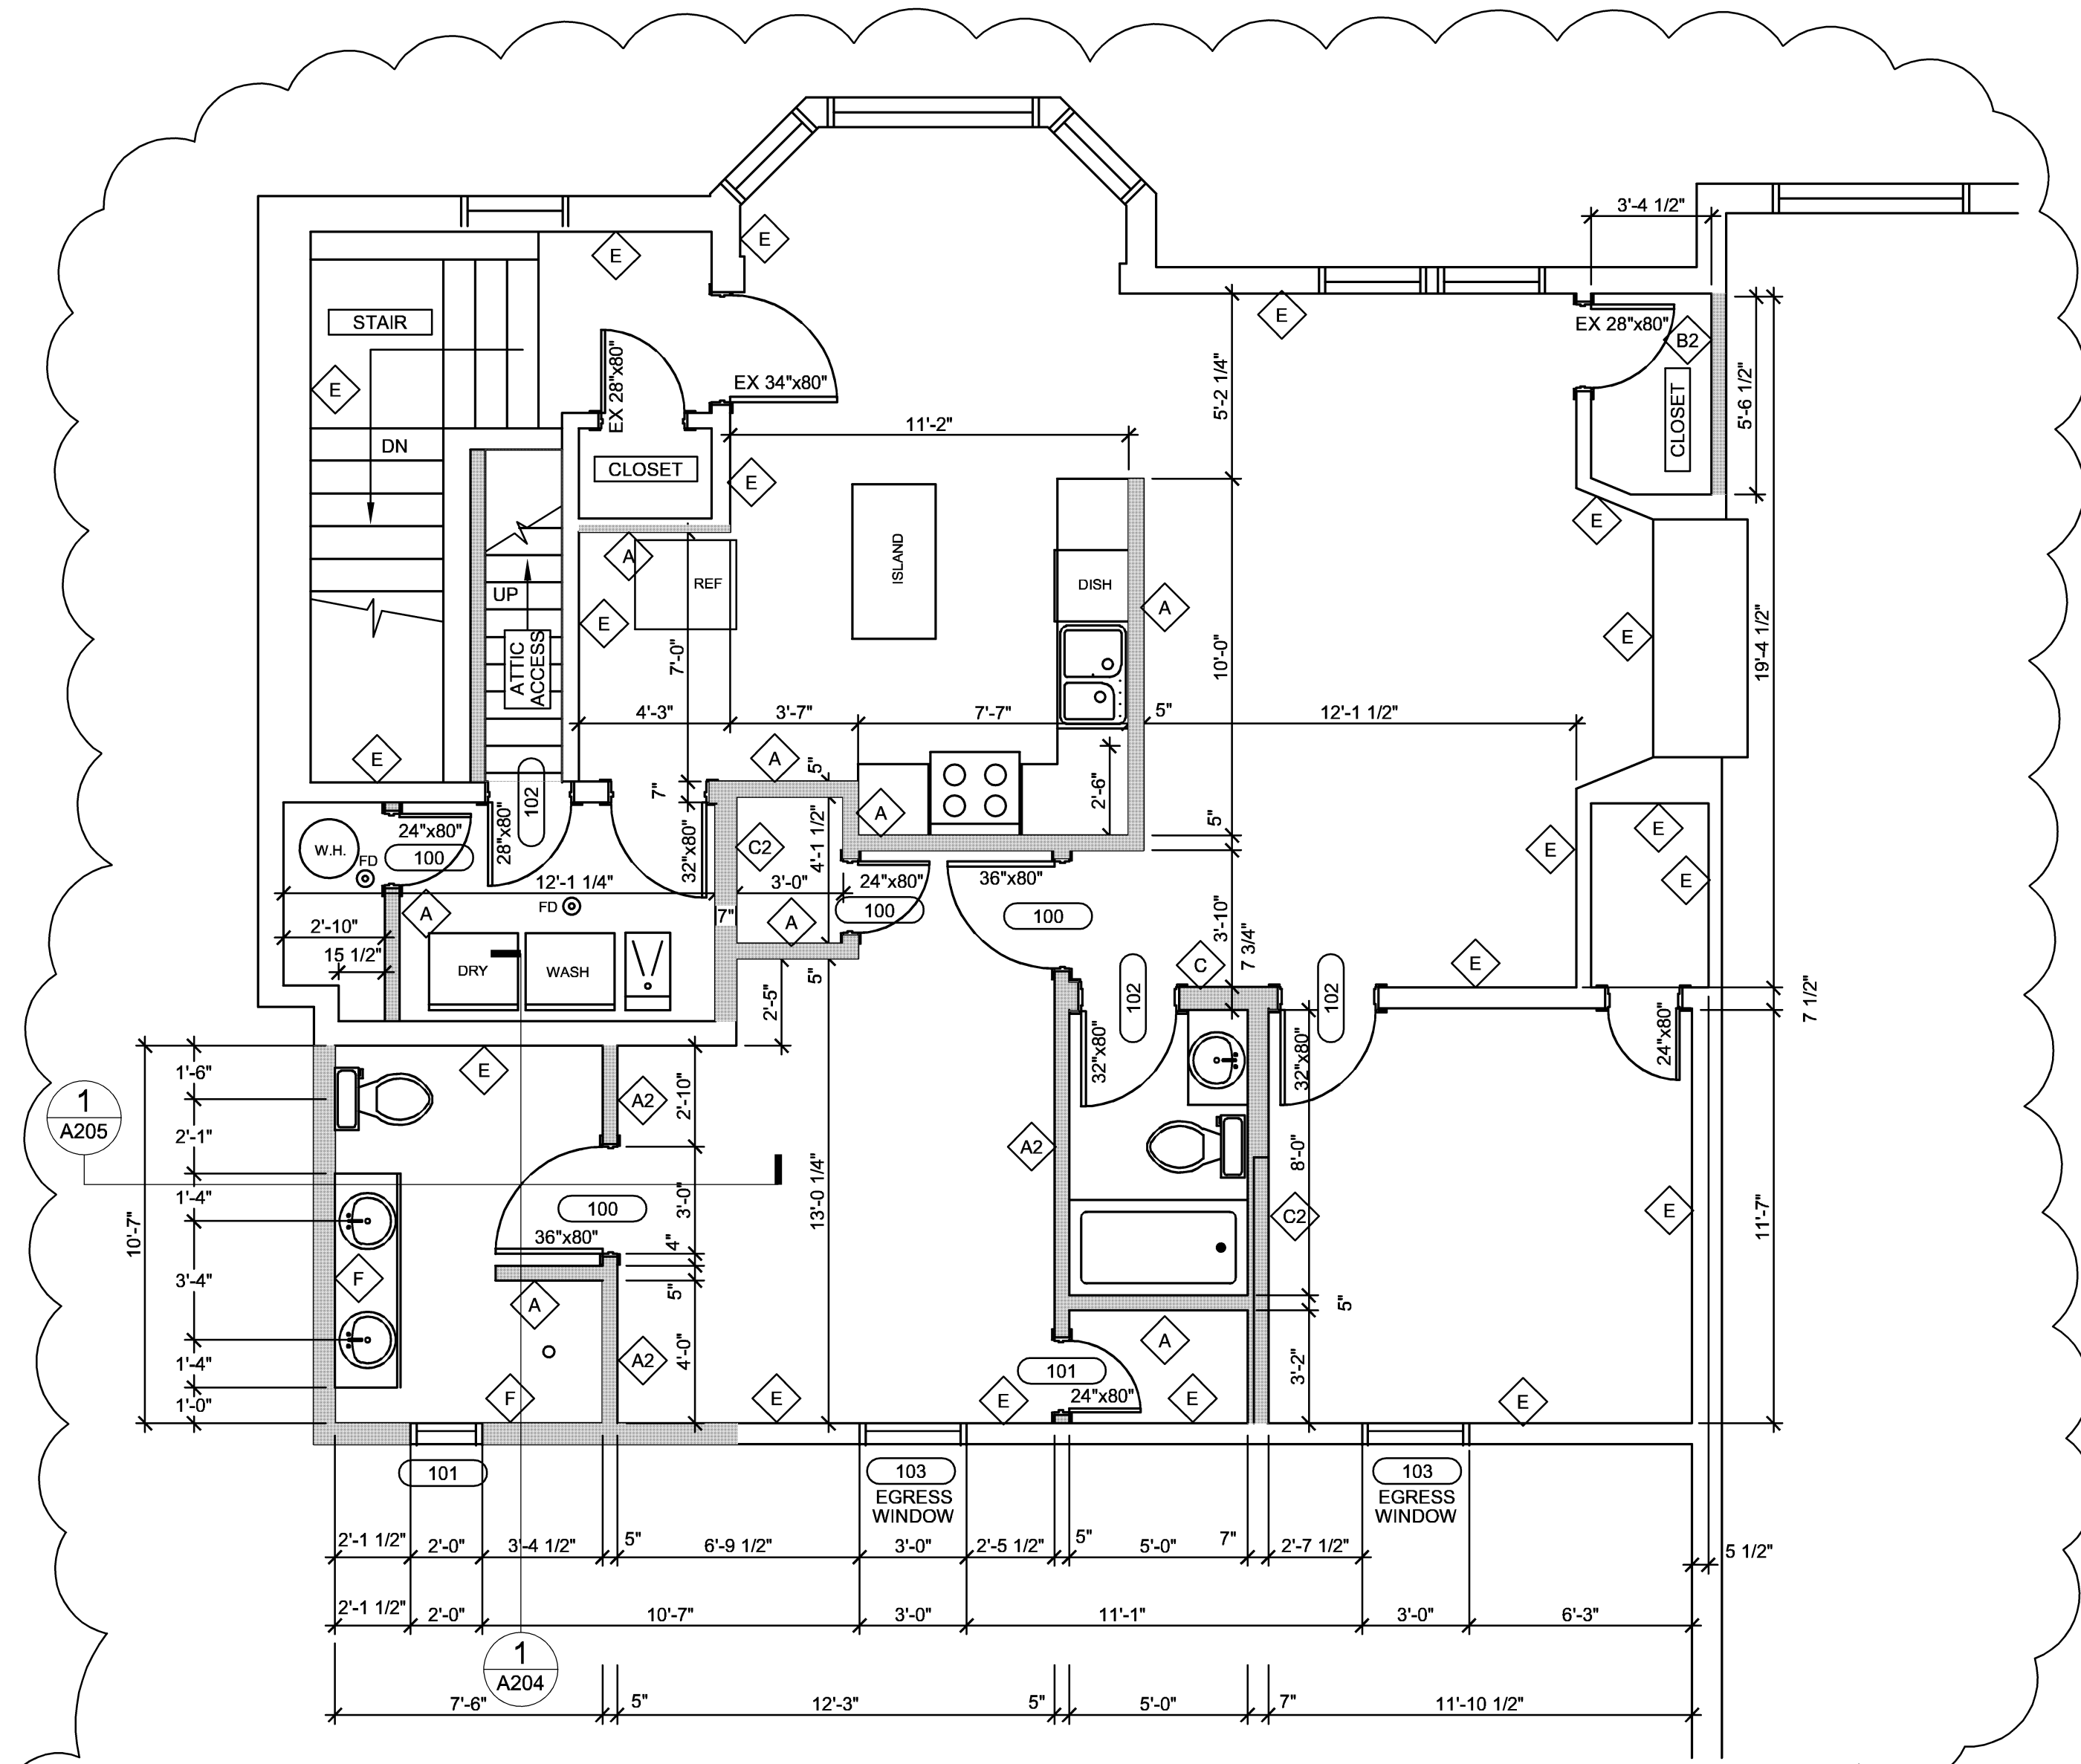 3'-4 1/2"
E
E
STAIR
EX 28"x80"
E
EX 28"x80"
B2
E
EX 34"x80"
5'-2 1/4"
CLOSET
5'-6 1/2"
11'-2"
DN
CLOSET
E
E
A
REF
ISLAND
DISH
A
UP
E
E
ATTIC
ACCESS
7'-0"
10'-0"
19'-4 1/2"
4'-3"
3'-7"
7'-7"
5"
12'-1 1/2"
E
A
5"
102
7"
2'-6"
A
5"
24"x80"
28"x80"
32"x80"
C2
4'-1 1/2"
E
E
W.H.
FD
100
12'-1 1/4"
3'-0"
24"x80"
36"x80"
E
FD
A
7"
A
100
100
3'-10"
2'-10"
15 1/2"
DRY
WASH
5"
7 3/4"
C
E
2'-5"
102
102
7 1/2"
32"x80"
32"x80"
24"x80"
1'-6"
E
A2
2'-10"
1
A205
2'-1"
A2
8'-0"
1'-4"
100
3'-0"
13'-0 1/4"
C2
E
11'-7"
10'-7"
36"x80"
4"
3'-4"
F
5"
A
5"
A
1'-4"
A2
4'-0"
101
3'-2"
1'-0"
F
E
E
24"x80"
E
E
101
103
EGRESS
WINDOW
103
EGRESS
WINDOW
2'-1 1/2"
2'-0"
3'-4 1/2"
5"
6'-9 1/2"
3'-0"
2'-5 1/2"
5"
5'-0"
7"
2'-7 1/2"
5 1/2"
2'-1 1/2"
2'-0"
10'-7"
3'-0"
11'-1"
3'-0"
6'-3"
1
A204
7'-6"
5"
12'-3"
5"
5'-0"
7"
11'-10 1/2"